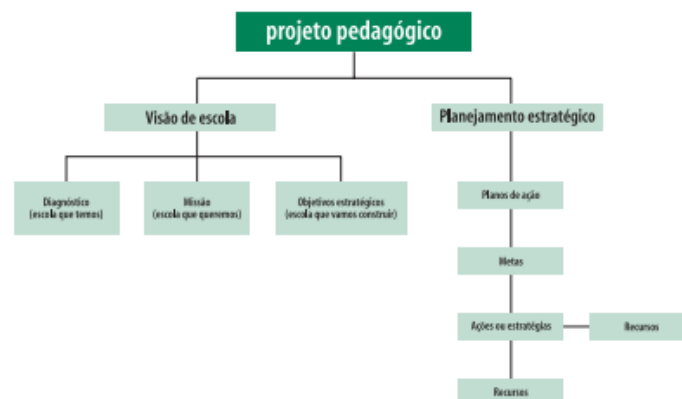 projeto pedagógico
Visão de escola
Planejamento estratégico
Diagnóstico
(escola que temos)
Missão
(escola que queremos)
Objetivos estratégicos
(escola que vamos construir)
Planos de ação
Metas
Ações ou estratégias
Recursos
Recursos